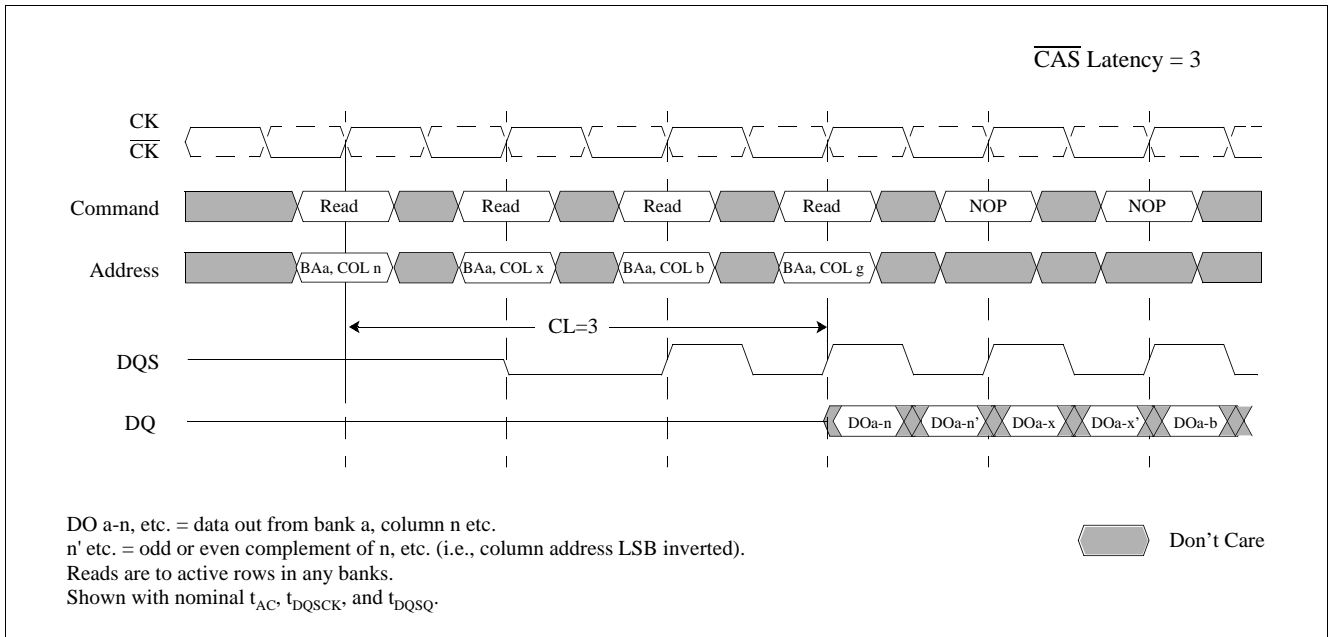 CAS Latency = 3
CK
CK
Command
Read
Read
Read
Read
NOP
NOP
Address
BAa, COL n
BAa, COL x
BAa, COL b
BAa, COL g
CL=3
DQS
DQ
DOa-n
DOa-n’
DOa-x
DOa-x’
DOa-b
DO a-n, etc. = data out from bank a, column n etc.
n' etc. = odd or even complement of n, etc. (i.e., column address LSB inverted).
Reads are to active rows in any banks.
Shown with nominal tAC, tDQSCK, and tDQSQ.
Don't Care